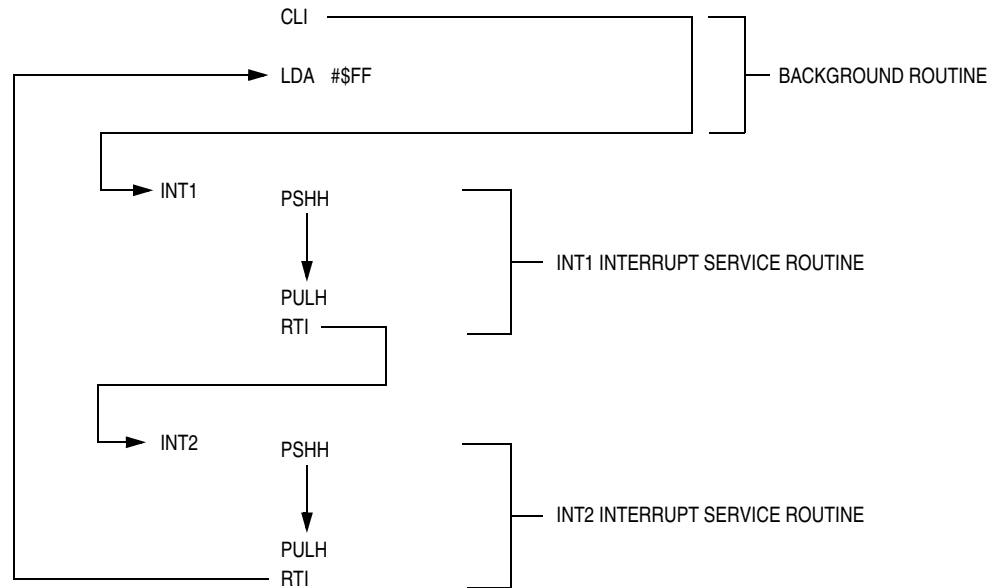 CLI
LDA #$FF
BACKGROUND ROUTINE
INT1
PSHH
INT1 INTERRUPT SERVICE ROUTINE
PULH
RTI
INT2
PSHH
INT2 INTERRUPT SERVICE ROUTINE
PULH
RTI